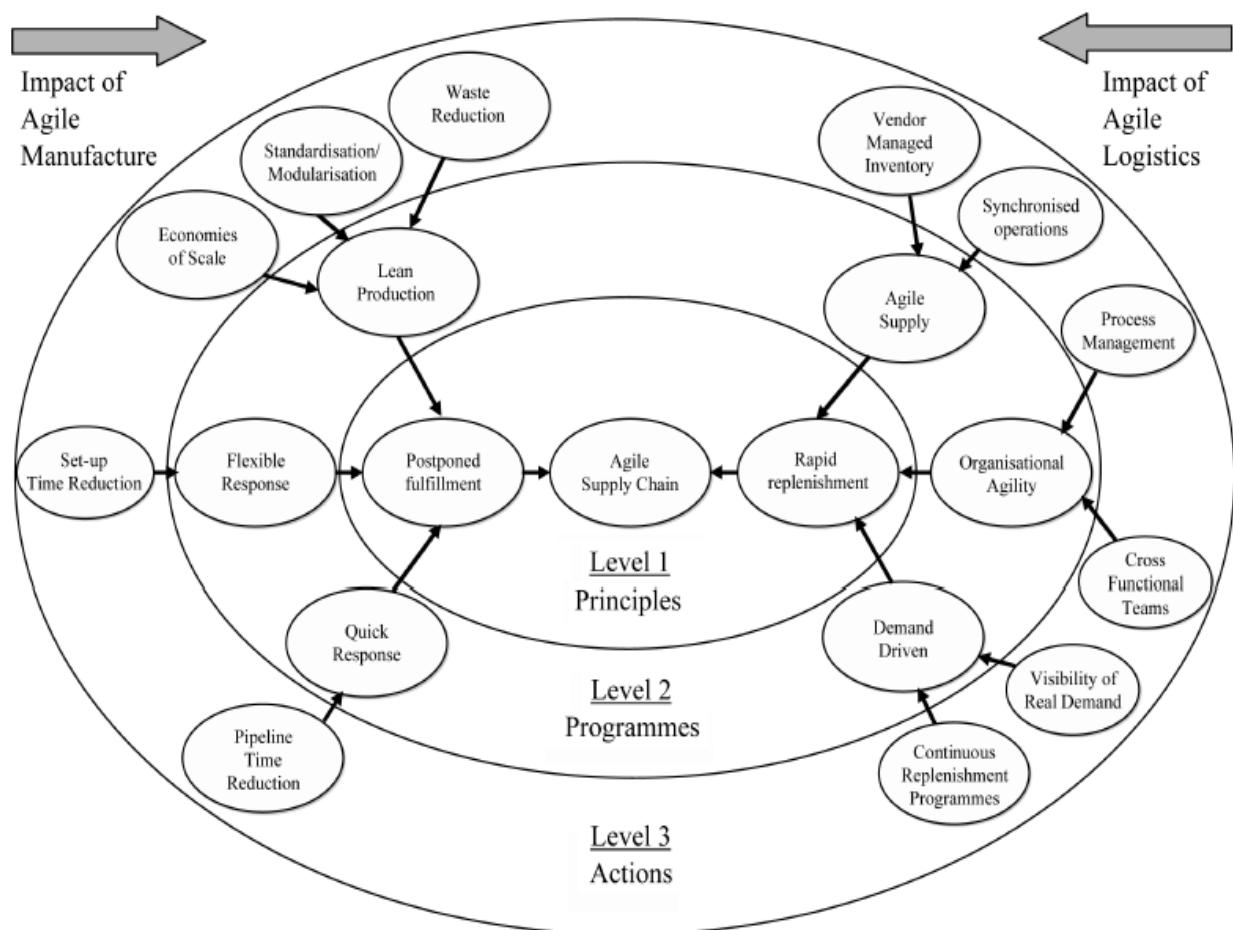 Impact of
Agile
Manufacture
Impact of
Agile
Logistics
Waste
Reduction
Standardisation/
Modularisation
Economies
of Scale
Lean
Production
Vendor
Managed
Inventory
Synchronised
operations
Agile
Supply
Process
Management
Set-up
Time Reduction
Flexible
Response
Postponed
fulfillment
Agile
Supply Chain
Rapid
replenishment
Organisational
Agility
Level 1
Principles
Cross
Functional
Teams
Quick
Response
Demand
Driven
Level 2
Programmes
Visibility of
Real Demand
Pipeline
Time
Reduction
Continuous
Replenishment
Programmes
Level 3
Actions